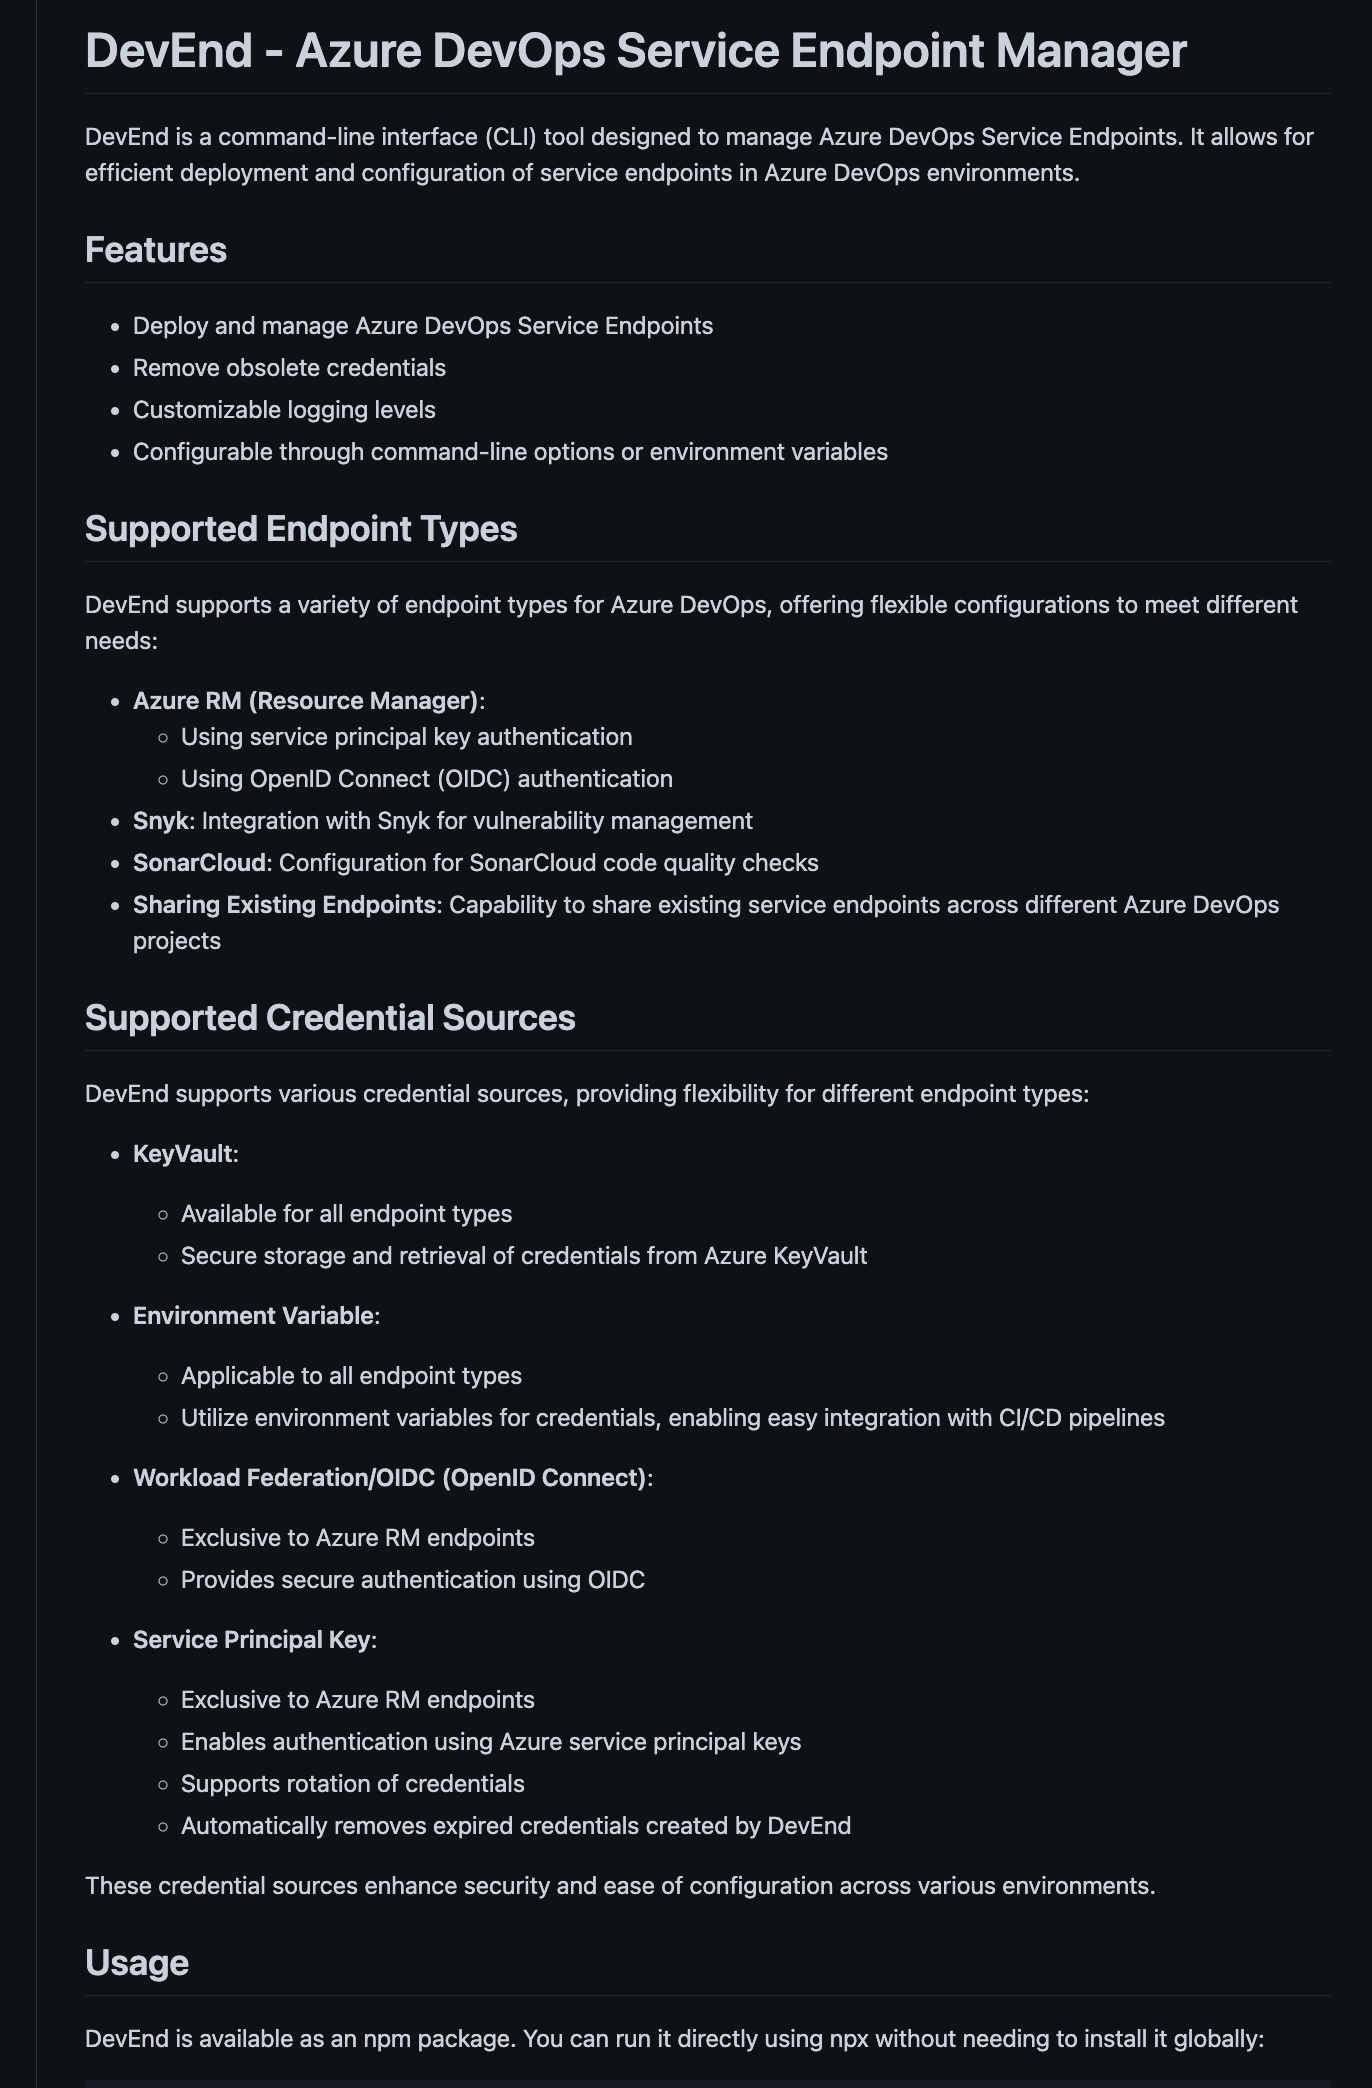 DevEnd - Azure DevOps Service Endpoint Manager
DevEnd is a command-line interface (CLI) tool designed to manage Azure DevOps Service Endpoints. It allows for
efficient deployment and configuration of service endpoints in Azure DevOps environments.
Features
• Deploy and manage Azure DevOps Service Endpoints
• Remove obsolete credentials
• Customizable logging levels
• Configurable through command-line options or environment variables
Supported Endpoint Types
DevEnd supports a variety of endpoint types for Azure DevOps, offering flexible configurations to meet different
needs:
• Azure RM (Resource Manager):
◦ Using service principal key authentication
◦ Using OpenID Connect (OIDC) authentication
• Snyk: Integration with Snyk for vulnerability management
• SonarCloud: Configuration for SonarCloud code quality checks
• Sharing Existing Endpoints: Capability to share existing service endpoints across different Azure DevOps
projects
Supported Credential Sources
DevEnd supports various credential sources, providing flexibility for different endpoint types:
• KeyVault:
◦ Available for all endpoint types
◦ Secure storage and retrieval of credentials from Azure KeyVault
• Environment Variable:
◦ Applicable to all endpoint types
◦ Utilize environment variables for credentials, enabling easy integration with CI/CD pipelines
• Workload Federation/OIDC (OpenID Connect):
◦ Exclusive to Azure RM endpoints
◦ Provides secure authentication using OIDC
• Service Principal Key:
◦ Exclusive to Azure RM endpoints
◦ Enables authentication using Azure service principal keys
◦ Supports rotation of credentials
◦ Automatically removes expired credentials created by DevEnd
These credential sources enhance security and ease of configuration across various environments.
Usage
DevEnd is available as an npm package. You can run it directly using npx without needing to install it globally: